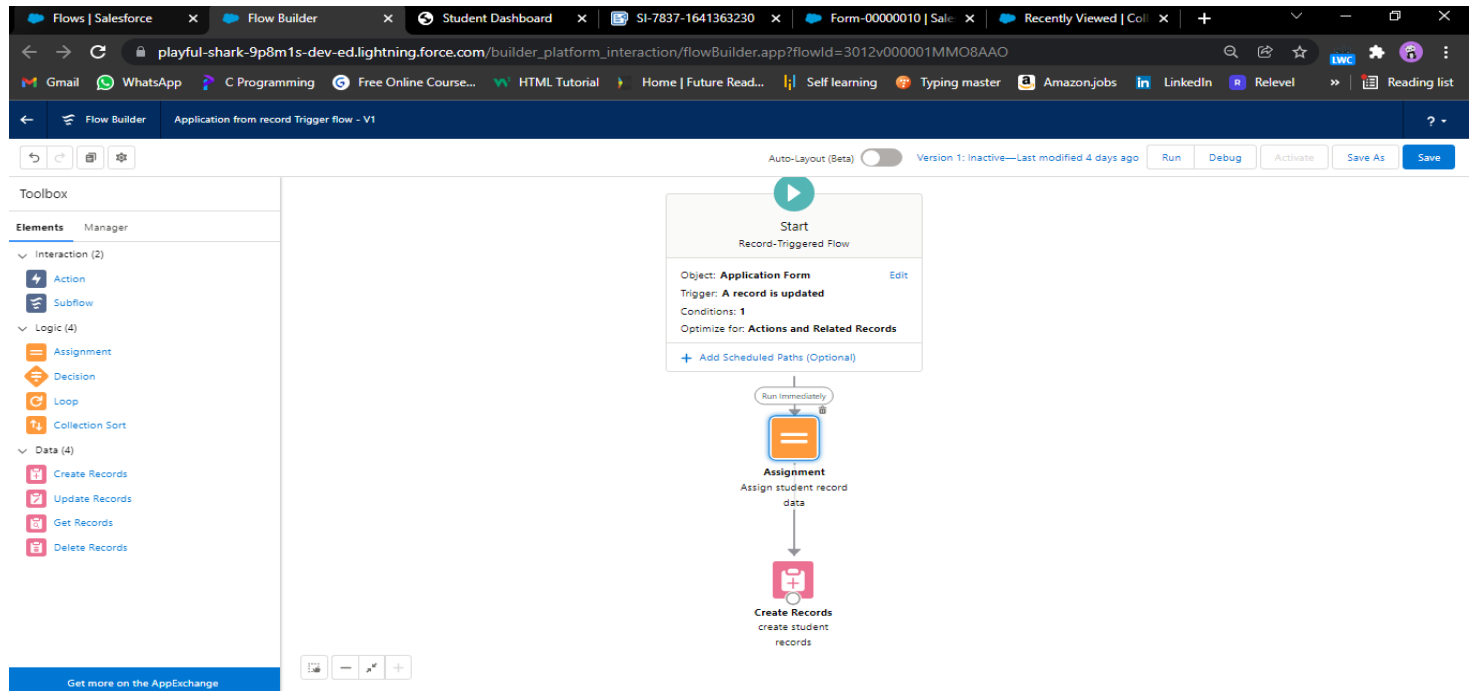 Flows | Salesforce
Flow Builder
Student Dashboard
SI-7837-1641363230
Form-00000010 | Sale
Recently Viewed | Coll
playful-shark-9p8m1s-dev-ed.lightning.force.com/builder_platform_interaction/flowBuilder.app?flowId=3012v000001MMO8AAO
LWC
Gmail
WhatsApp
C Programming
Free Online Course...
HTML Tutorial
Home | Future Read...
Self learning
Typing master
Amazon.jobs
LinkedIn
Relevel
»
Reading list
Flow Builder
Application from record Trigger flow - V1
?
Auto-Layout (Beta)
Version 1: Inactive—Last modified 4 days ago
Run
Debug
Activate
Save As
Save
Toolbox
Elements
Manager
Interaction (2)
Action
Subflow
Logic (4)
Assignment
Decision
Loop
Collection Sort
Data (4)
Create Records
Update Records
Get Records
Delete Records
Get more on the AppExchange
Start
Record-Triggered Flow
Object: Application Form
Edit
Trigger: A record is updated
Conditions: 1
Optimize for: Actions and Related Records
+ Add Scheduled Paths (Optional)
Run Immediately
Assignment
Assign student record
data
Create Records
create student
records